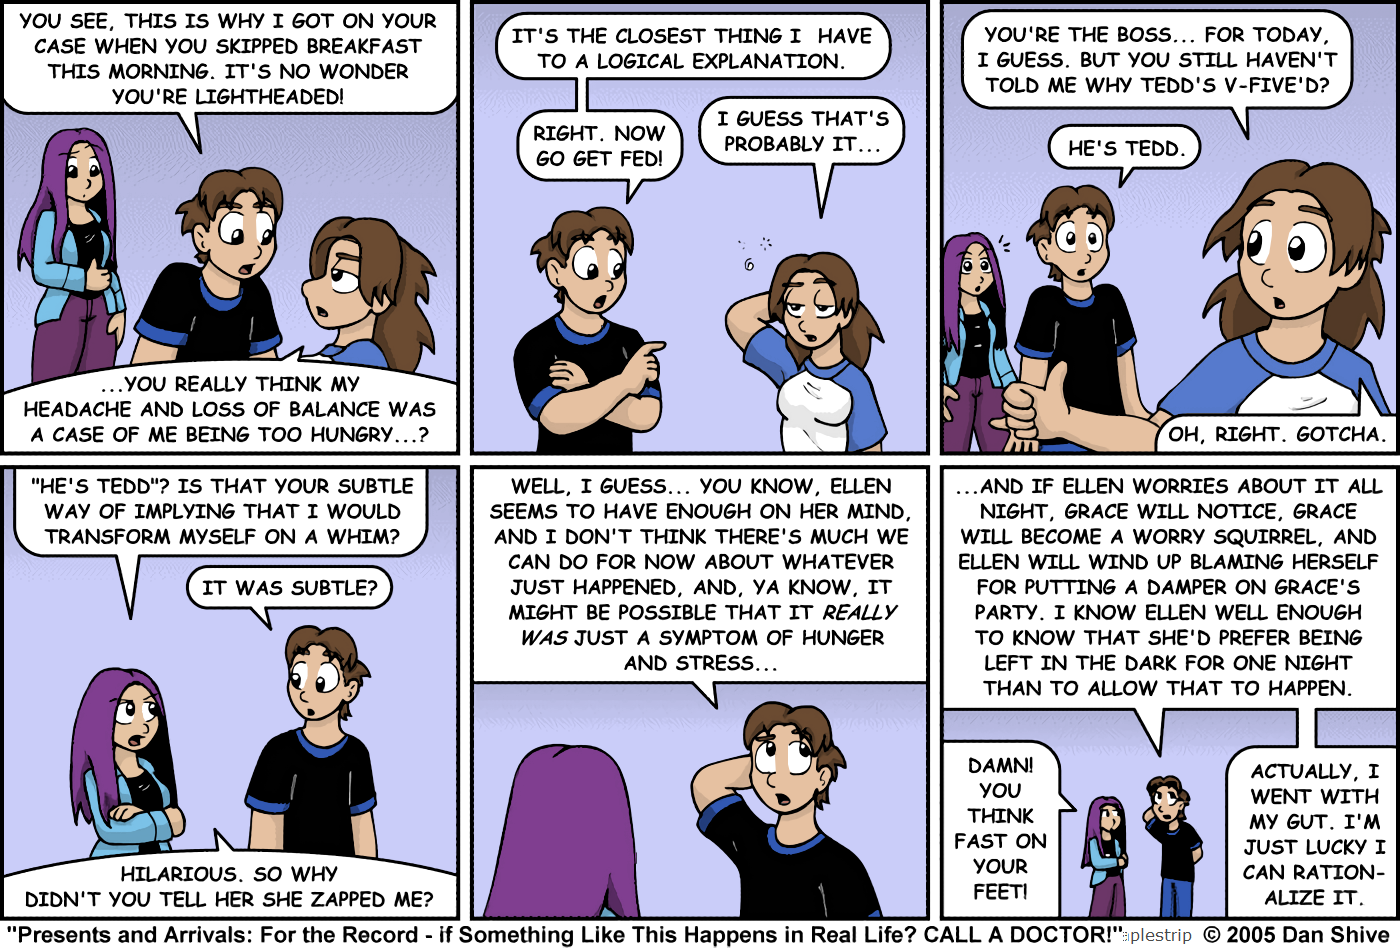 YOU SEE, THIS IS WHY I GOT ON YOUR
CASE WHEN YOU SKIPPED BREAKFAST
THIS MORNING. IT'S NO WONDER
YOU'RE LIGHTHEADED!
...YOU REALLY THINK MY
HEADACHE AND LOSS OF BALANCE WAS
A CASE OF ME BEING TOO HUNGRY...?
IT'S THE CLOSEST THING I HAVE
TO A LOGICAL EXPLANATION.
RIGHT. NOW
GO GET FED!
I GUESS THAT'S
PROBABLY IT...
YOU'RE THE BOSS... FOR TODAY,
I GUESS. BUT YOU STILL HAVEN'T
TOLD ME WHY TEDD'S V-FIVE'D?
HE'S TEDD.
OH, RIGHT. GOTCHA.
"HE'S TEDD"? IS THAT YOUR SUBTLE
WAY OF IMPLYING THAT I WOULD
TRANSFORM MYSELF ON A WHIM?
IT WAS SUBTLE?
HILARIOUS. SO WHY
DIDN'T YOU TELL HER SHE ZAPPED ME?
WELL, I GUESS... YOU KNOW, ELLEN
SEEMS TO HAVE ENOUGH ON HER MIND,
AND I DON'T THINK THERE'S MUCH WE
CAN DO FOR NOW ABOUT WHATEVER
JUST HAPPENED, AND, YA KNOW, IT
MIGHT BE POSSIBLE THAT IT REALLY
WAS JUST A SYMPTOM OF HUNGER
AND STRESS...
...AND IF ELLEN WORRIES ABOUT IT ALL
NIGHT, GRACE WILL NOTICE, GRACE
WILL BECOME A WORRY SQUIRREL, AND
ELLEN WILL WIND UP BLAMING HERSELF
FOR PUTTING A DAMPER ON GRACE'S
PARTY. I KNOW ELLEN WELL ENOUGH
TO KNOW THAT SHE'D PREFER BEING
LEFT IN THE DARK FOR ONE NIGHT
THAN TO ALLOW THAT TO HAPPEN.
DAMN!
YOU
THINK
FAST ON
YOUR
FEET!
ACTUALLY, I
WENT WITH
MY GUT. I'M
JUST LUCKY I
CAN RATION-
ALIZE IT.
"Presents and Arrivals: For the Record - if Something Like This Happens in Real Life? CALL A DOCTOR!" plestrip © 2005 Dan Shive